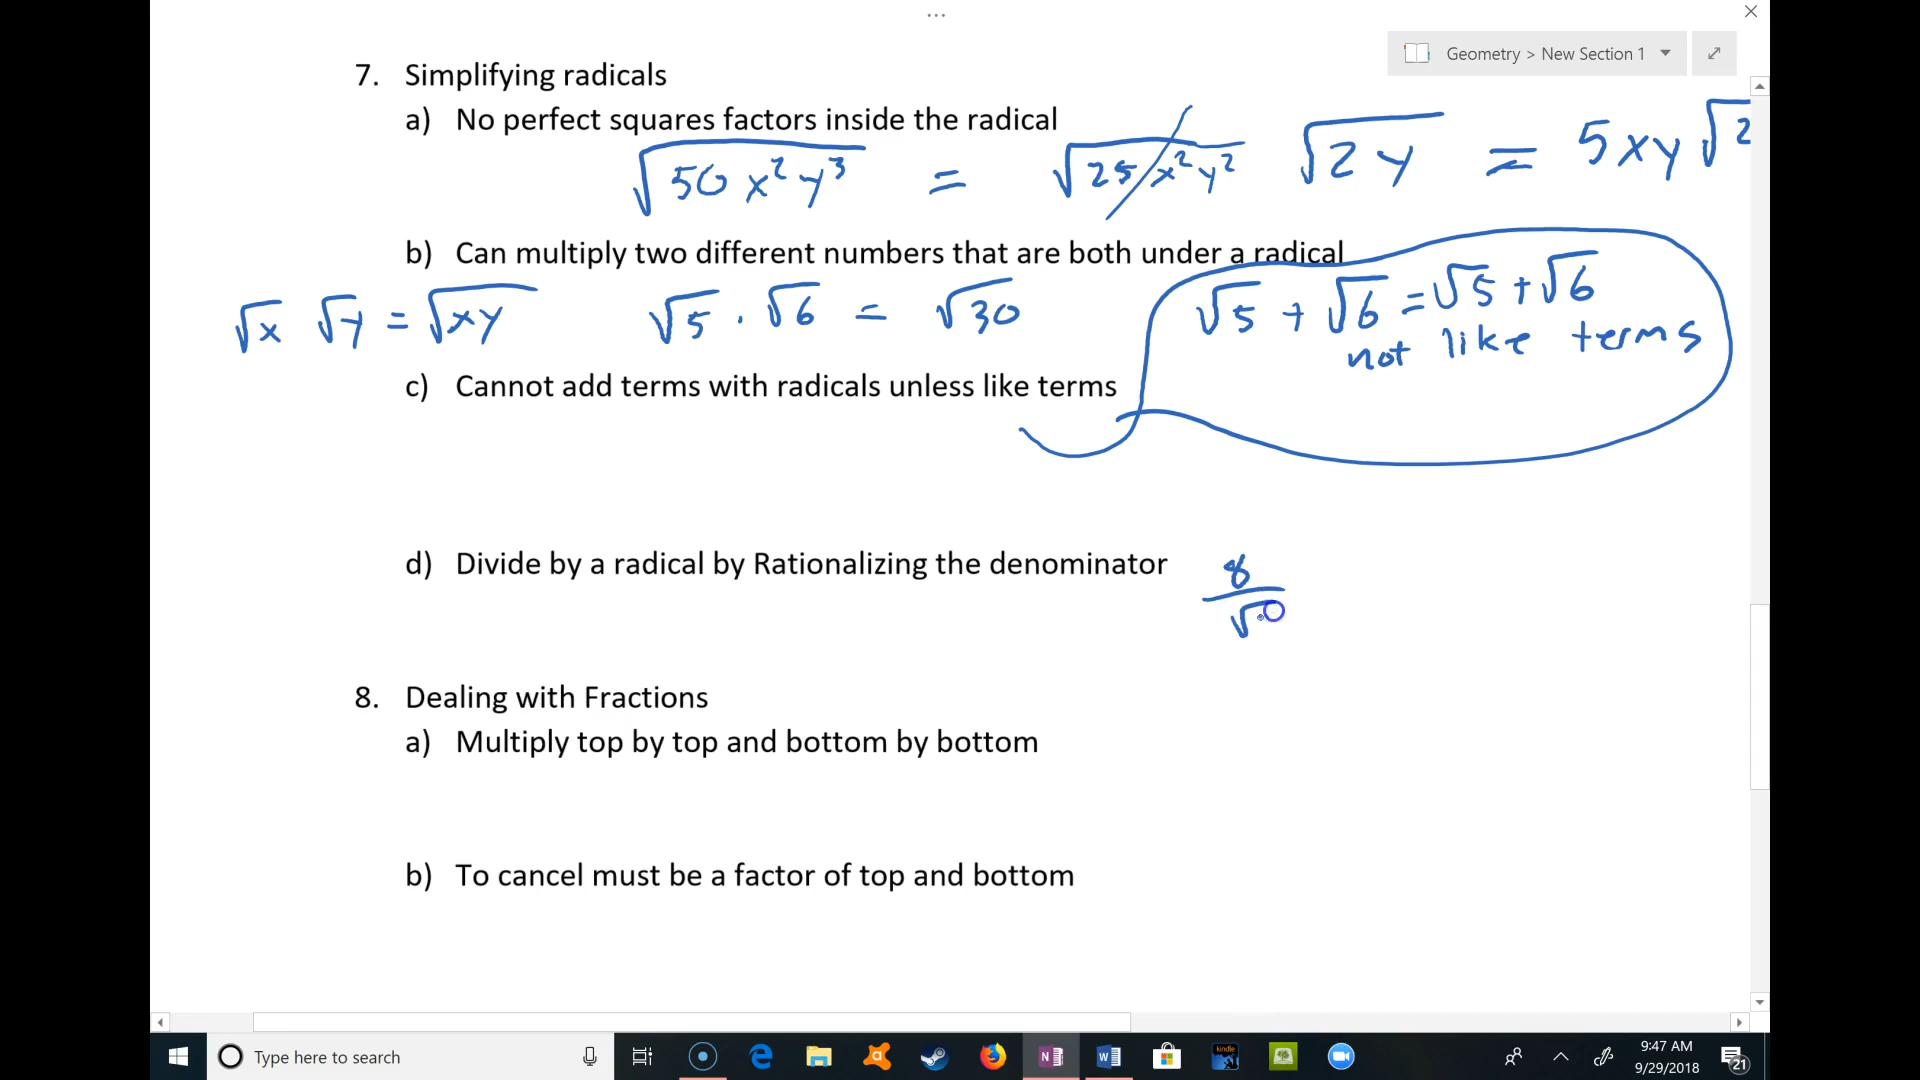 ...
Geometry > New Section 1
7. Simplifying radicals
a) No perfect squares factors inside the radical
√50x²y³ = √25x²y² √2y = 5xy√2
b) Can multiply two different numbers that are both under a radical
√x √y = √xy √5 · √6 = √30 √5 + √6 = √5 + √6
not like terms
c) Cannot add terms with radicals unless like terms
d) Divide by a radical by Rationalizing the denominator
8
√
8. Dealing with Fractions
a) Multiply top by top and bottom by bottom
b) To cancel must be a factor of top and bottom
Type here to search
kindle
9:47 AM
9/29/2018
21